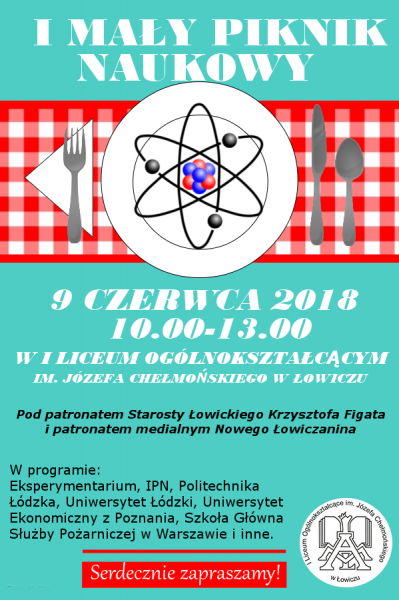 I MAŁY PIKNIK
NAUKOWY
9 CZERWCA 2018
10.00-13.00
W I LICEUM OGÓLNOKSZTAŁCĄCYM
IM. JÓZEFA CHEŁMOŃSKIEGO W ŁOWICZU
Pod patronatem Starosty Łowickiego Krzysztofa Figata
i patronatem medialnym Nowego Łowiczanina
W programie:
Eksperymentarium, IPN, Politechnika
Łódzka, Uniwersytet Łódzki, Uniwersytet
Ekonomiczny z Poznania, Szkoła Główna
Służby Pożarniczej w Warszawie i inne.
Serdecznie zapraszamy!
I Liceum Ogólnokształcące im. Józefa Chełmońskiego
w Łowiczu